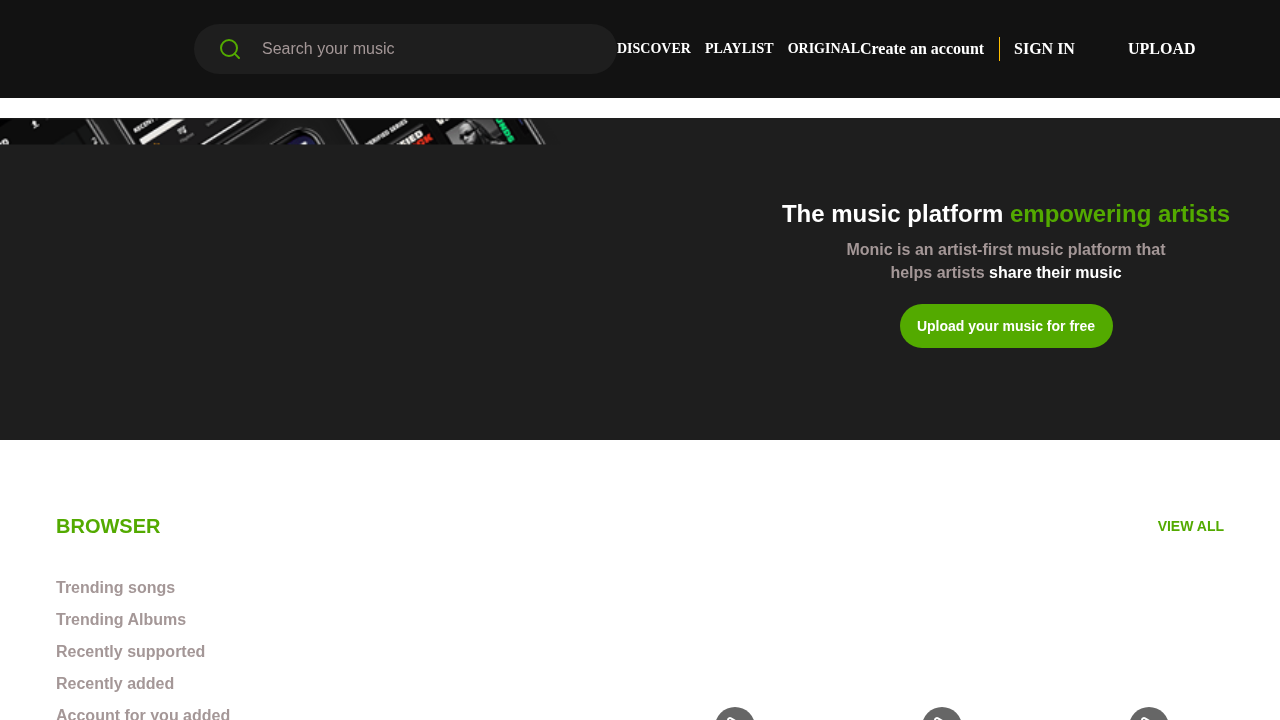 Search your music
DISCOVER PLAYLIST ORIGINAL Create an account SIGN IN UPLOAD
The music platform empowering artists
Monic is an artist-first music platform that
helps artists share their music
Upload your music for free
BROWSER
VIEW ALL
Trending songs
Trending Albums
Recently supported
Recently added
Account for you added